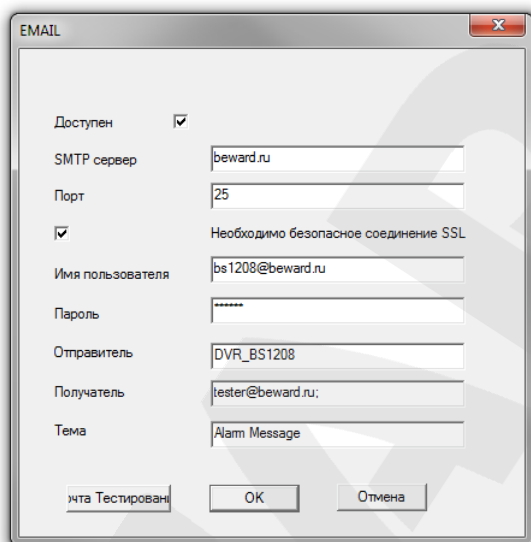 EMAIL
Доступен
SMTP сервер beward.ru
Порт 25
Необходимо безопасное соединение SSL
Имя пользователя bs1208@beward.ru
Пароль ******
Отправитель DVR_BS1208
Получатель tester@beward.ru;
Тема Alarm Message
Тестировани OK Отмена